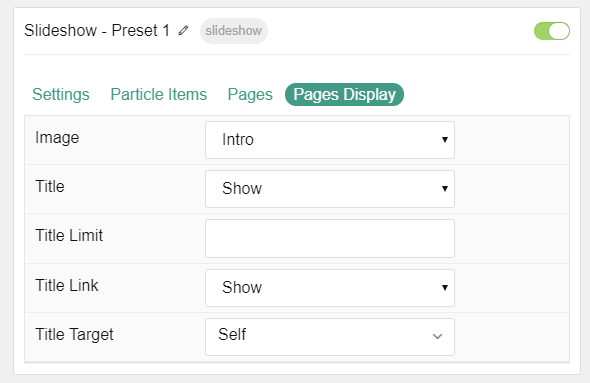 Slideshow - Preset 1 slideshow
Settings Particle Items Pages Pages Display
Image Intro
Title Show
Title Limit
Title Link Show
Title Target Self